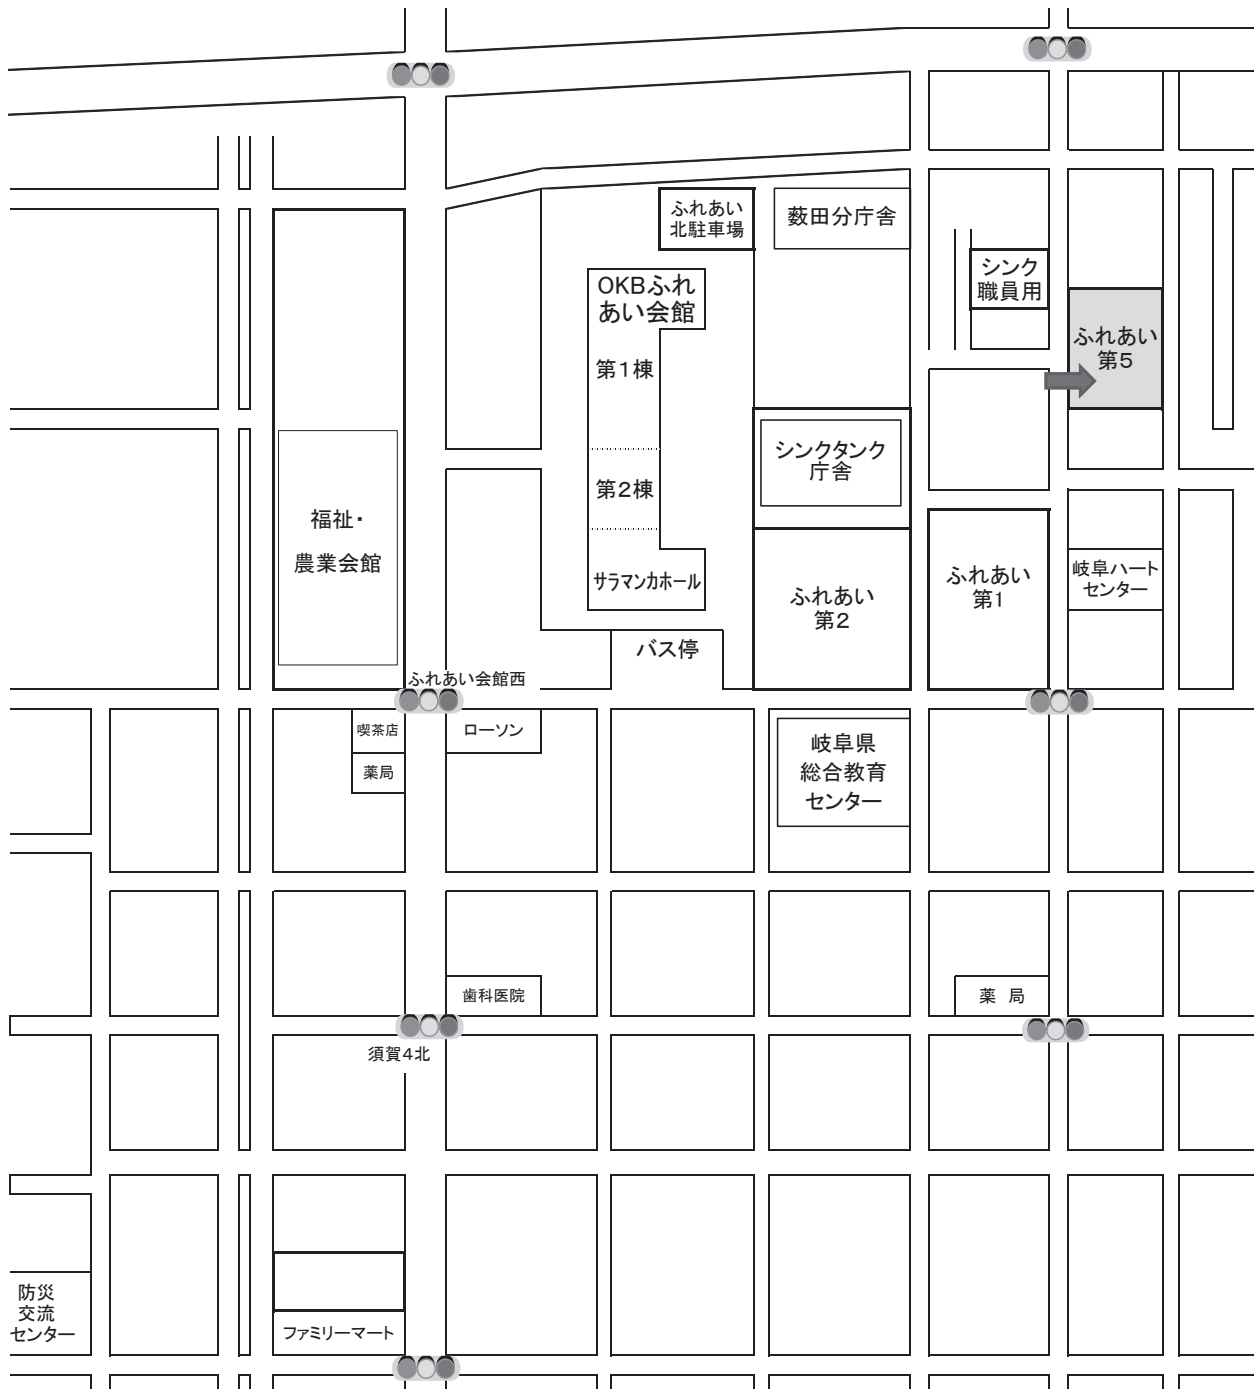 ふれあい
北駐車場
薮田分庁舎
シンク
職員用
OKBふれ
あい会館
第1棟
ふれあい
第5
シンクタンク
庁舎
第2棟
福祉・
農業会館
サラマンカホール
ふれあい
第2
ふれあい
第1
岐阜ハート
センター
バス停
ふれあい会館西
喫茶店
薬局
ローソン
岐阜県
総合教育
センター
歯科医院
薬 局
須賀4北
防災
交流
センター
ファミリーマート